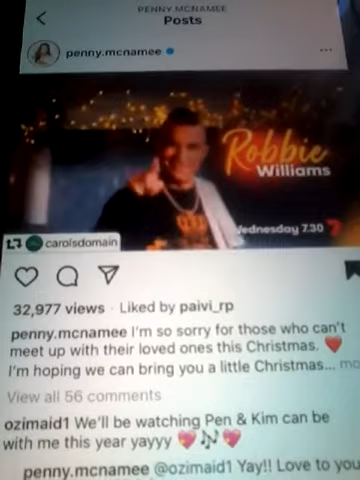 PENNY.MCNAMEE
Posts
penny.mcnamee
Robbie
Williams
Wednesday 7.30 7
carolsdomain
32,977 views · Liked by paivi_rp
penny.mcnamee I'm so sorry for those who can't
meet up with their loved ones this Christmas. ❤️
I'm hoping we can bring you a little Christmas... mo
View all 56 comments
ozimaid1 We'll be watching Pen & Kim can be
with me this year yayyy 💖🎶💖
penny.mcnamee @ozimaid1 Yay!! Love to you